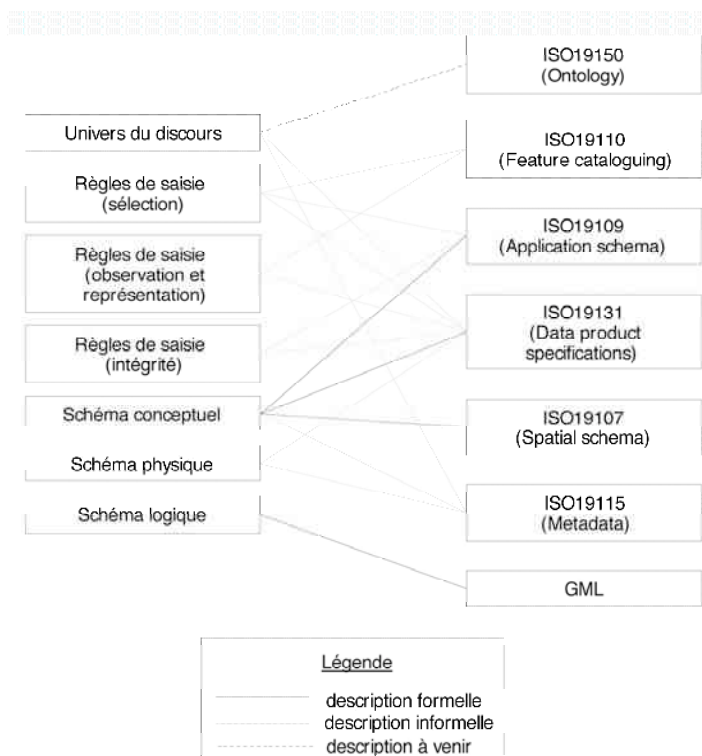 Univers du discours
Règles de saisie
(sélection)
Règles de saisie
(observation et
représentation)
Règles de saisie
(intégrité)
Schéma conceptuel
Schéma physique
Schéma logique
ISO19150
(Ontology)
ISO19110
(Feature cataloguing)
ISO19109
(Application schema)
ISO19131
(Data product
specifications)
ISO19107
(Spatial schema)
ISO19115
(Metadata)
GML
Légende
description formelle
description informelle
description à venir